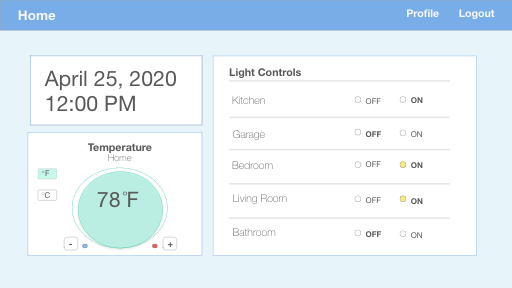 Home
Profile Logout
April 25, 2020
12:00 PM
Temperature
Home
°F
°C
78°F
- +
Light Controls
Kitchen OFF ON
Garage OFF ON
Bedroom OFF ON
Living Room OFF ON
Bathroom OFF ON